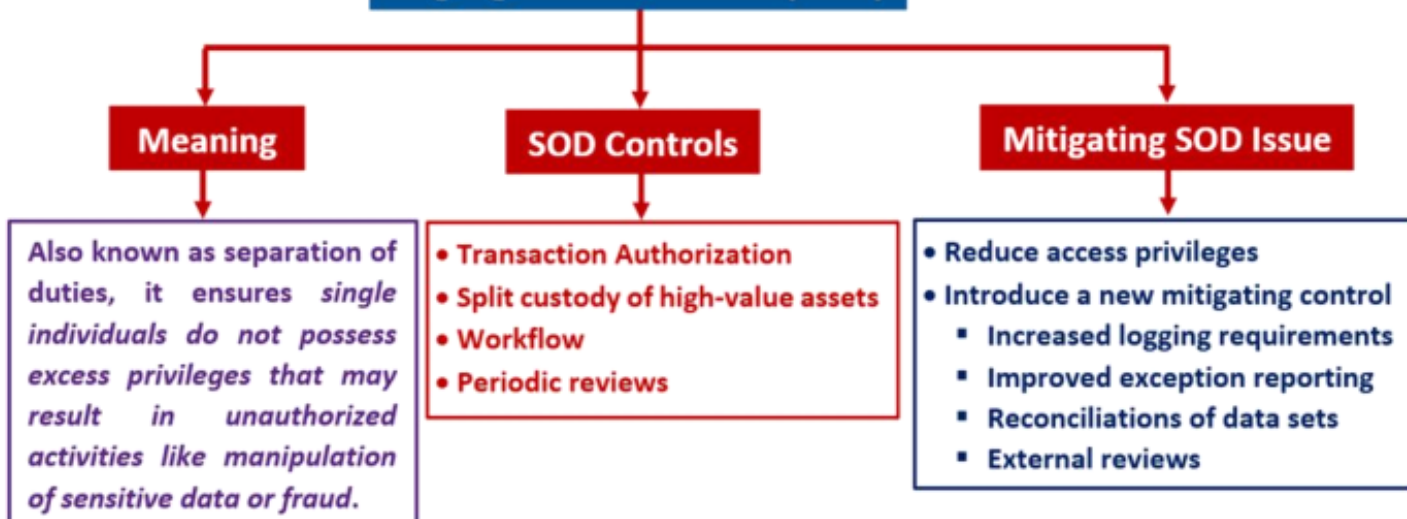 Meaning
SOD Controls
Mitigating SOD Issue
Also known as separation of
duties, it ensures single
individuals do not possess
excess privileges that may
result in unauthorized
activities like manipulation
of sensitive data or fraud.
• Transaction Authorization
• Split custody of high-value assets
• Workflow
• Periodic reviews
• Reduce access privileges
• Introduce a new mitigating control
▪ Increased logging requirements
▪ Improved exception reporting
▪ Reconciliations of data sets
▪ External reviews